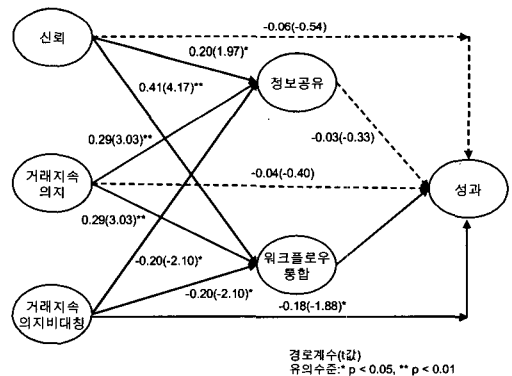 신뢰
-0.06(-0.54)
0.20(1.97)*
정보공유
0.41(4.17)**
-0.03(-0.33)
0.29(3.03)**
거래지속
의지
-0.04(-0.40)
성과
0.29(3.03)**
-0.20(-2.10)*
워크플로우
통합
-0.20(-2.10)*
거래지속
의지비대칭
-0.18(-1.88)*
경로계수(t값)
유의수준:* p < 0.05, ** p < 0.01